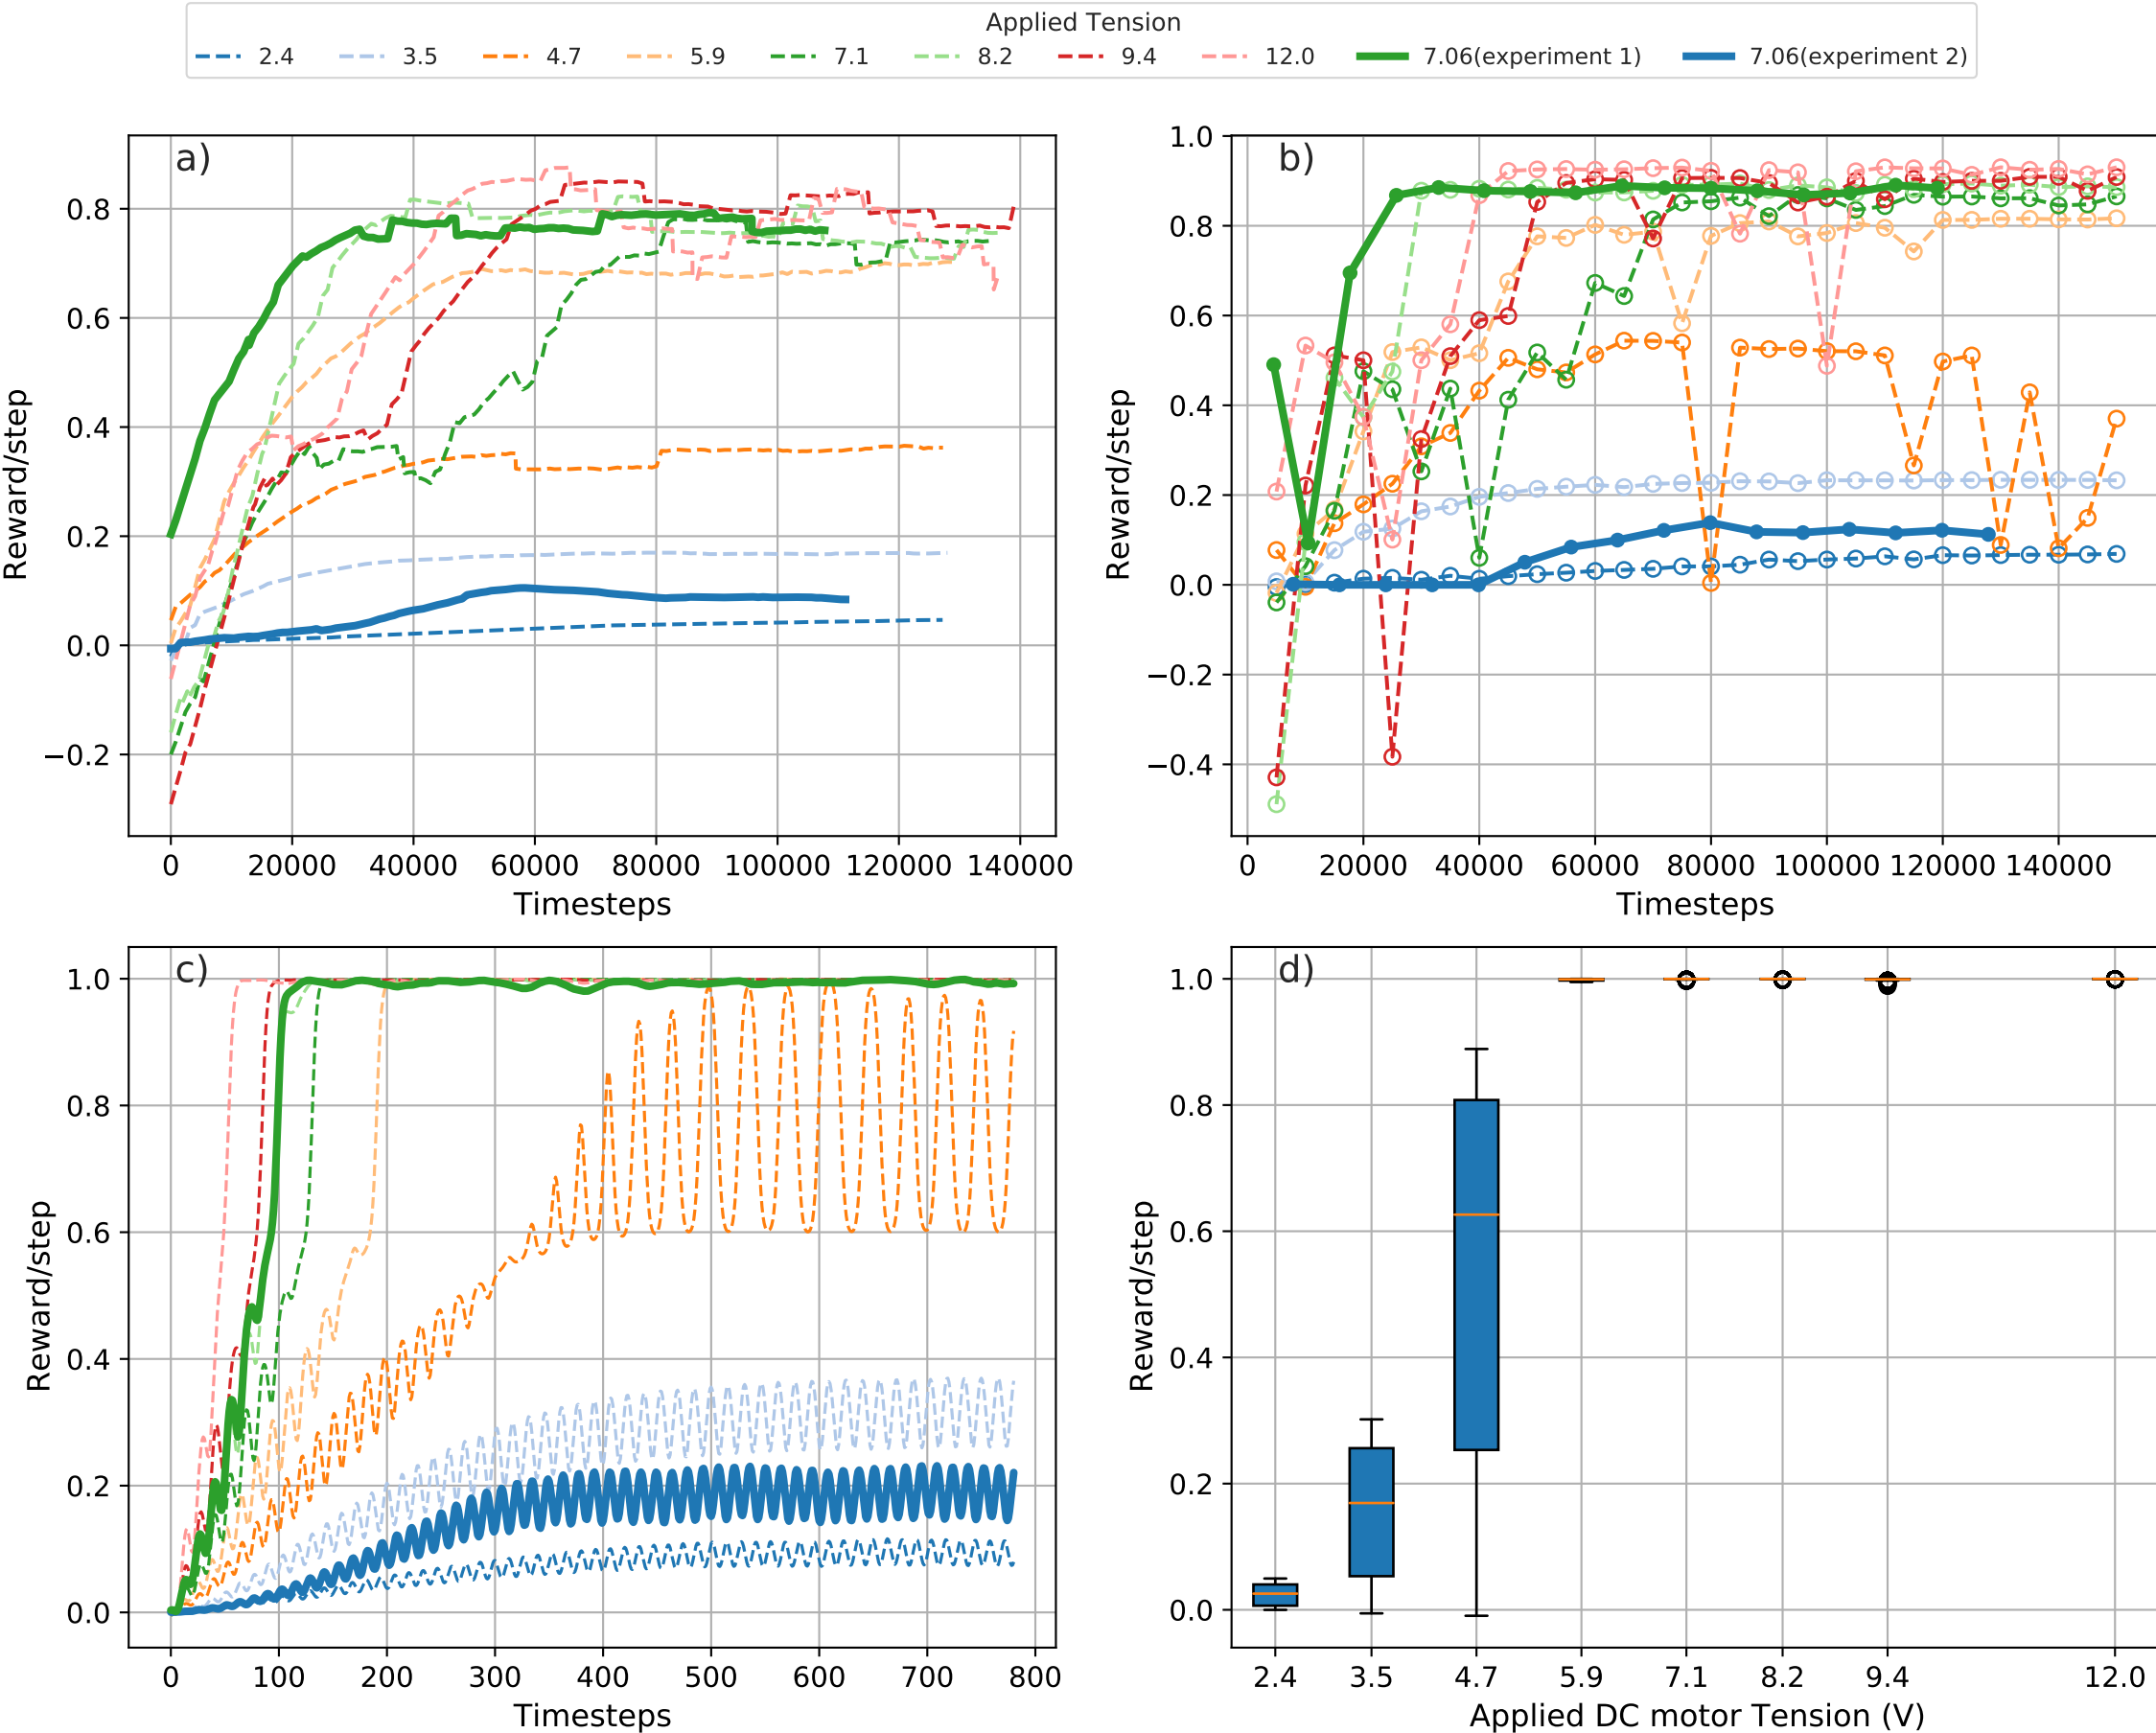 Applied Tension
2.4 3.5 4.7 5.9 7.1 8.2 9.4 12.0 7.06(experiment 1) 7.06(experiment 2)
a)
Reward/step
0.8
0.6
0.4
0.2
0.0
−0.2
0 20000 40000 60000 80000 100000 120000 140000
Timesteps
b)
Reward/step
1.0
0.8
0.6
0.4
0.2
0.0
−0.2
−0.4
0 20000 40000 60000 80000 100000 120000 140000
Timesteps
c)
Reward/step
1.0
0.8
0.6
0.4
0.2
0.0
0 100 200 300 400 500 600 700 800
Timesteps
d)
Reward/step
1.0
0.8
0.6
0.4
0.2
0.0
2.4 3.5 4.7 5.9 7.1 8.2 9.4 12.0
Applied DC motor Tension (V)